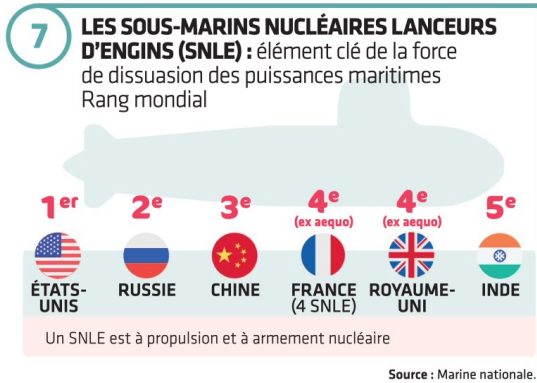 7
LES SOUS-MARINS NUCLÉAIRES LANCEURS
D'ENGINS (SNLE) : élément clé de la force
de dissuasion des puissances maritimes
Rang mondial
1er
2e
3e
4e
(ex aequo)
4e
(ex aequo)
5e
ÉTATS-
UNIS
RUSSIE
CHINE
FRANCE
(4 SNLE)
ROYAUME-
UNI
INDE
Un SNLE est à propulsion et à armement nucléaire
Source : Marine nationale.